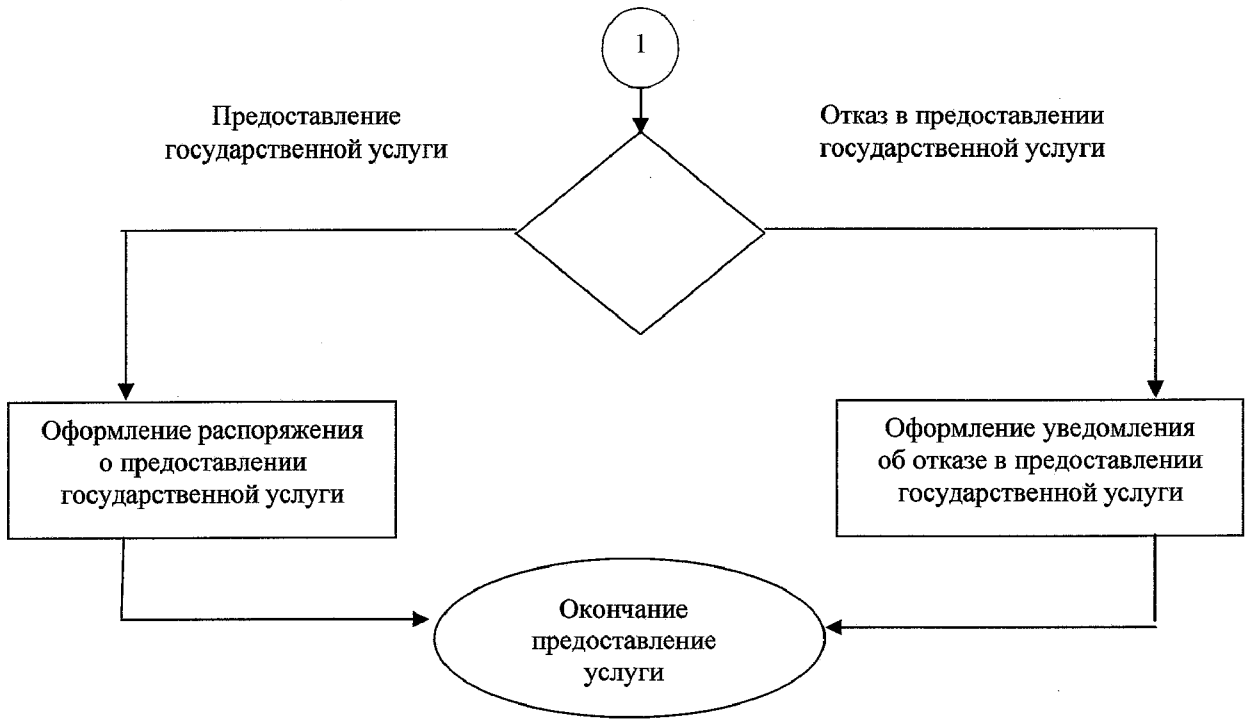 1
Предоставление
государственной услуги
Отказ в предоставлении
государственной услуги
Оформление распоряжения
о предоставлении
государственной услуги
Оформление уведомления
об отказе в предоставлении
государственной услуги
Окончание
предоставление
услуги